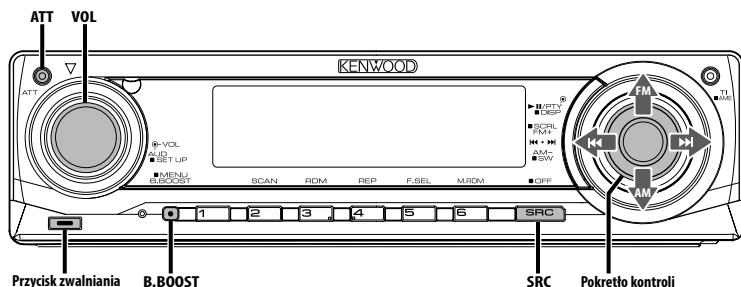 ATT VOL
KENWOOD
ATT
VOL
AUD
SET UP
MENU
B.BOOST
SCAN RDM REP F.SEL M.RDM OFF
▶II/PTY
DISP
SCRL
FM+
⏮ • ⏭
AM–
SW
TI
AME
FM
⏮ ⏭
AM
1 2 3 4 5 6 SRC
Przycisk zwalniania B.BOOST SRC Pokrętło kontroli